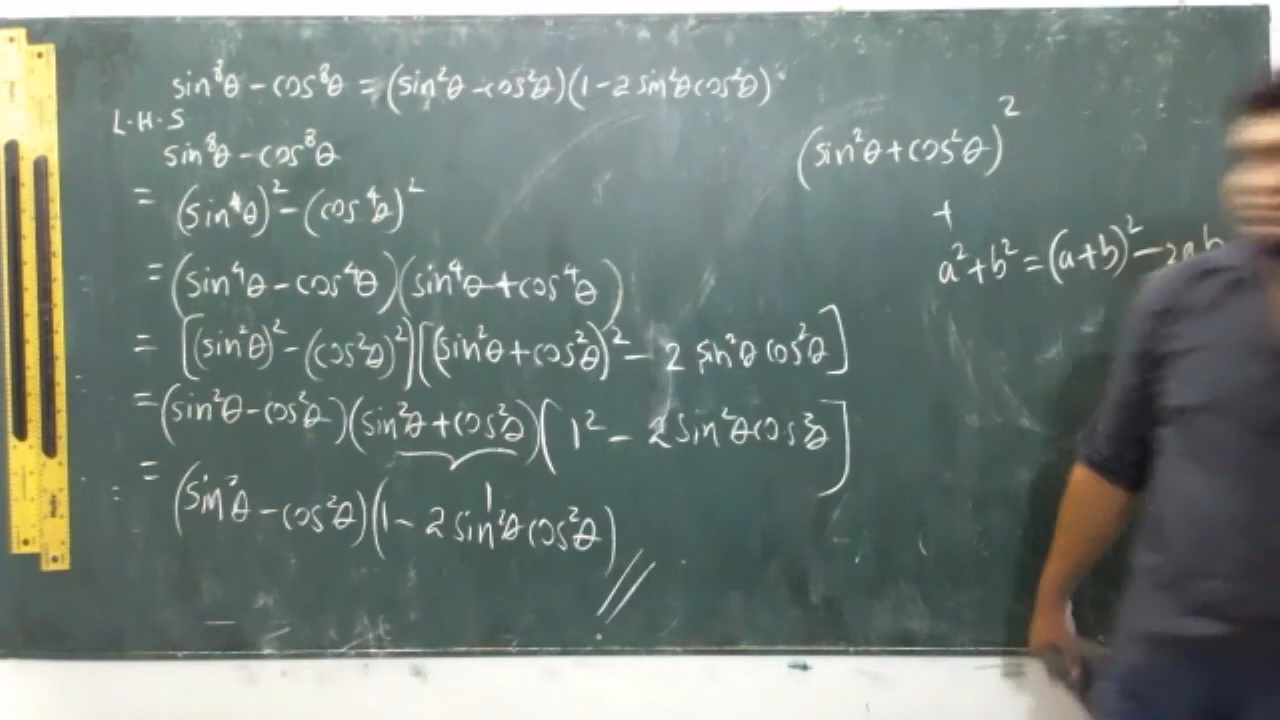 sin⁸θ - cos⁸θ = (sin²θ - cos²θ)(1 - 2 sin²θ cos²θ)
L.H.S
sin⁸θ - cos⁸θ
= (sin⁴θ)² - (cos⁴θ)²
= (sin⁴θ - cos⁴θ)(sin⁴θ + cos⁴θ)
= [(sin²θ)² - (cos²θ)²][(sin²θ + cos²θ)² - 2 sin²θ cos²θ]
= (sin²θ - cos²θ)(sin²θ + cos²θ)[1² - 2 sin²θ cos²θ]
1
= (sin²θ - cos²θ)(1 - 2 sin²θ cos²θ)
(sin²θ + cos²θ)²
+
a² + b² = (a+b)² - 2ab